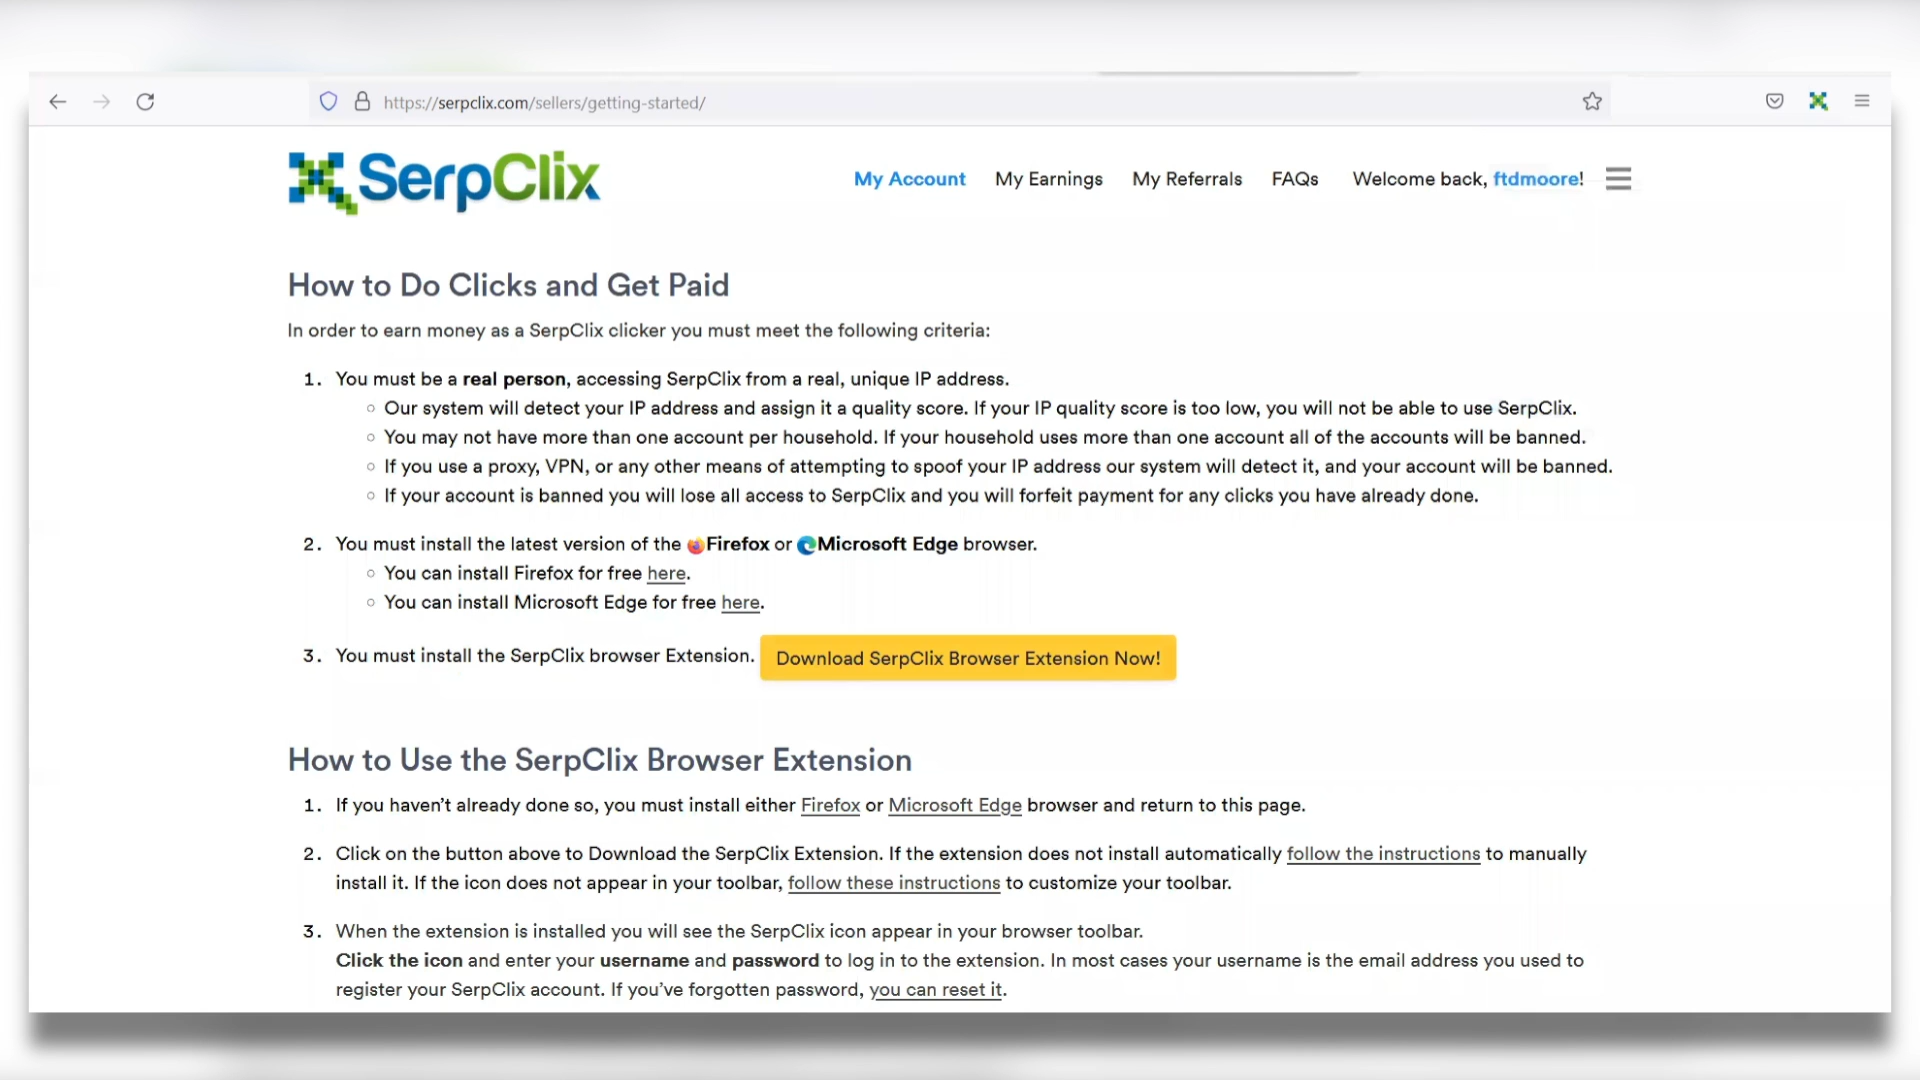 https://serpclix.com/sellers/getting-started/
SerpClix
My Account My Earnings My Referrals FAQs Welcome back, ftdmoore!
How to Do Clicks and Get Paid
In order to earn money as a SerpClix clicker you must meet the following criteria:
1. You must be a real person, accessing SerpClix from a real, unique IP address.
Our system will detect your IP address and assign it a quality score. If your IP quality score is too low, you will not be able to use SerpClix.
You may not have more than one account per household. If your household uses more than one account all of the accounts will be banned.
If you use a proxy, VPN, or any other means of attempting to spoof your IP address our system will detect it, and your account will be banned.
If your account is banned you will lose all access to SerpClix and you will forfeit payment for any clicks you have already done.
2. You must install the latest version of the Firefox or Microsoft Edge browser.
You can install Firefox for free here.
You can install Microsoft Edge for free here.
3. You must install the SerpClix browser Extension. Download SerpClix Browser Extension Now!
How to Use the SerpClix Browser Extension
1. If you haven’t already done so, you must install either Firefox or Microsoft Edge browser and return to this page.
2. Click on the button above to Download the SerpClix Extension. If the extension does not install automatically follow the instructions to manually
install it. If the icon does not appear in your toolbar, follow these instructions to customize your toolbar.
3. When the extension is installed you will see the SerpClix icon appear in your browser toolbar.
Click the icon and enter your username and password to log in to the extension. In most cases your username is the email address you used to
register your SerpClix account. If you’ve forgotten password, you can reset it.